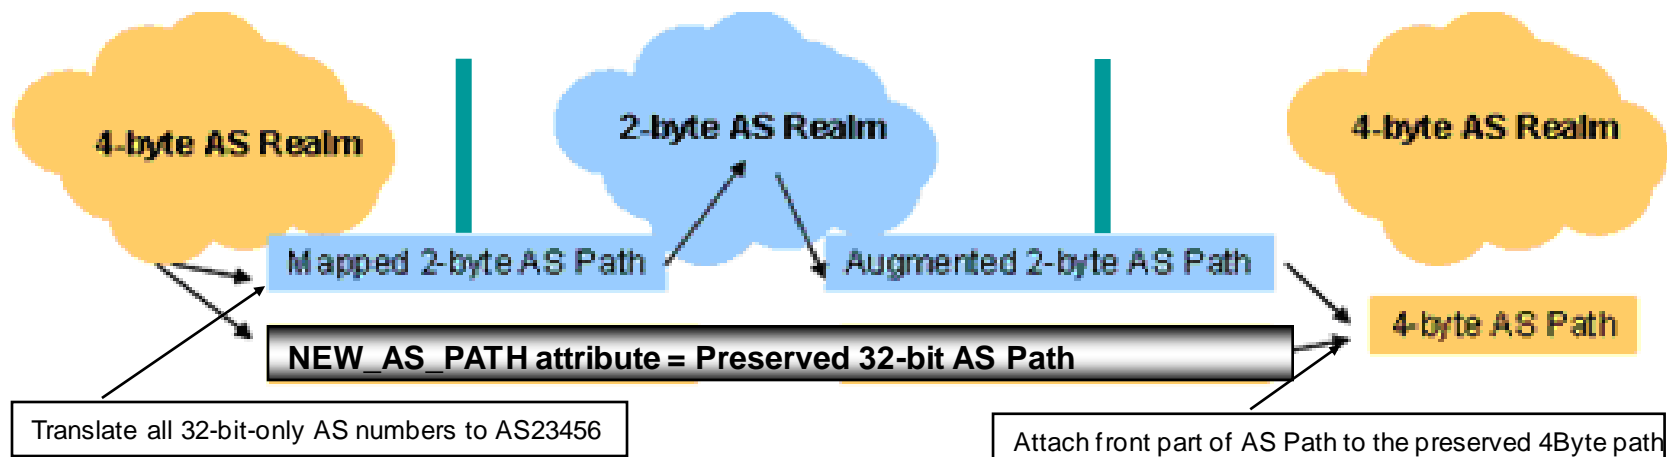 4-byte AS Realm
2-byte AS Realm
4-byte AS Realm
Mapped 2-byte AS Path
Augmented 2-byte AS Path
4-byte AS Path
NEW_AS_PATH attribute = Preserved 32-bit AS Path
Translate all 32-bit-only AS numbers to AS23456
Attach front part of AS Path to the preserved 4Byte path